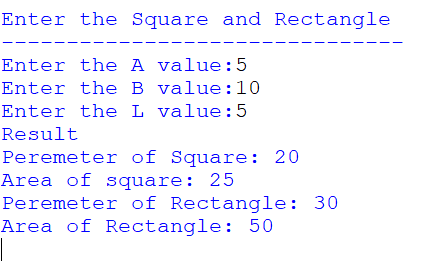 Enter the Square and Rectangle
-------------------------------
Enter the A value:5
Enter the B value:10
Enter the L value:5
Result
Peremeter of Square: 20
Area of square: 25
Peremeter of Rectangle: 30
Area of Rectangle: 50